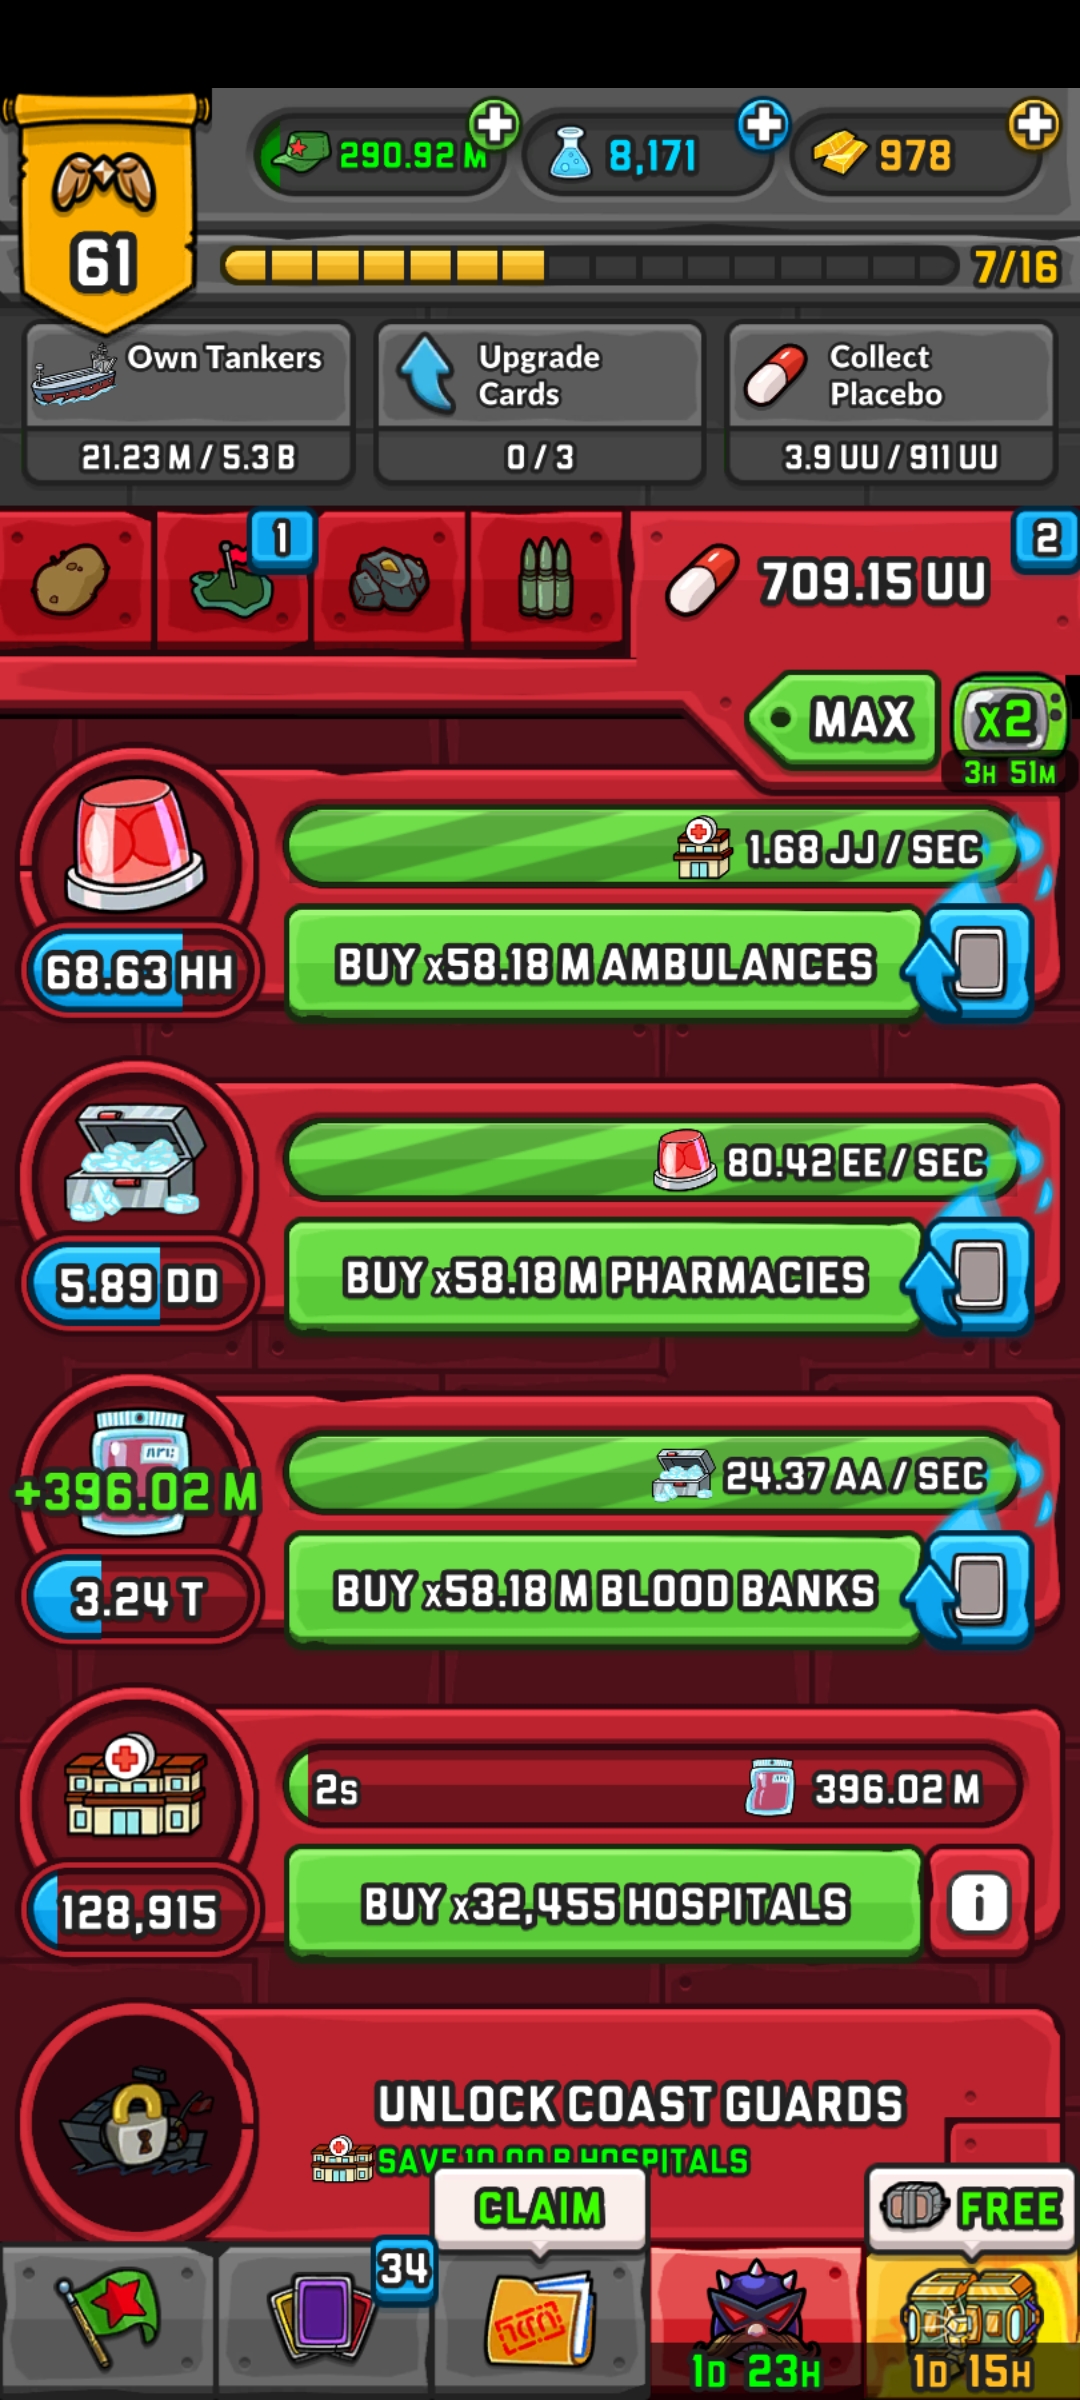 61
290.92 M
8,171
978
7/16
Own Tankers
21.23 M / 5.3 B
Upgrade
Cards
0 / 3
Collect
Placebo
3.9 UU / 911 UU
1
709.15 UU
2
MAX
x2
3H 51M
1.68 JJ / SEC
68.63 HH
BUY x58.18 M AMBULANCES
80.42 EE / SEC
5.89 DD
BUY x58.18 M PHARMACIES
+396.02 M
24.37 AA / SEC
3.24 T
BUY x58.18 M BLOOD BANKS
2s
396.02 M
128,915
BUY x32,455 HOSPITALS
i
UNLOCK COAST GUARDS
SAVE 10.00 B HOSPITALS
CLAIM
FREE
34
1D 23H
1D 15H